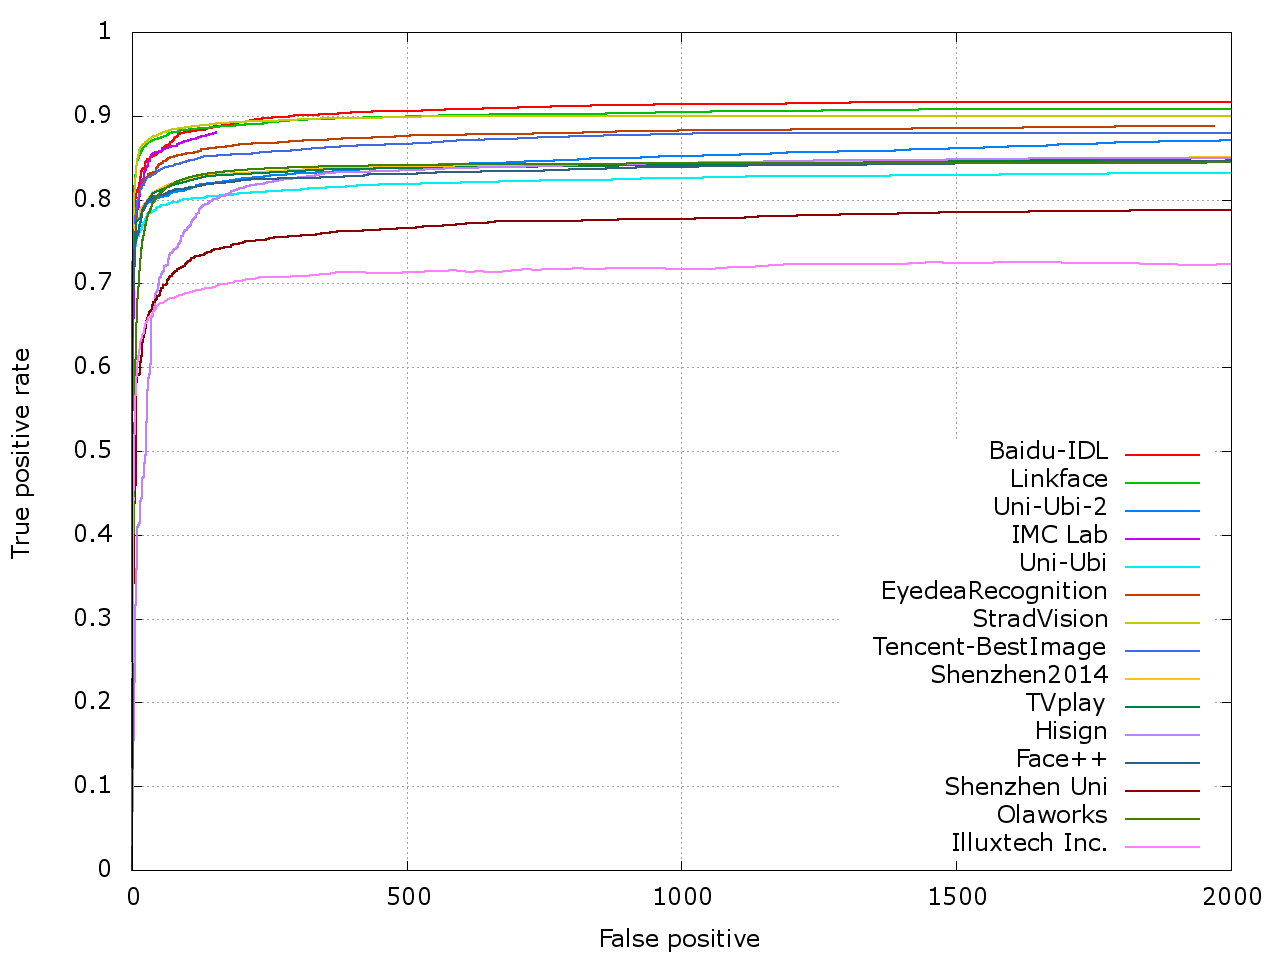 1
0.9
0.8
0.7
0.6
0.5
0.4
0.3
0.2
0.1
0
True positive rate
Baidu-IDL
Linkface
Uni-Ubi-2
IMC Lab
Uni-Ubi
EyedeaRecognition
StradVision
Tencent-BestImage
Shenzhen2014
TVplay
Hisign
Face++
Shenzhen Uni
Olaworks
Illuxtech Inc.
0 500 1000 1500 2000
False positive